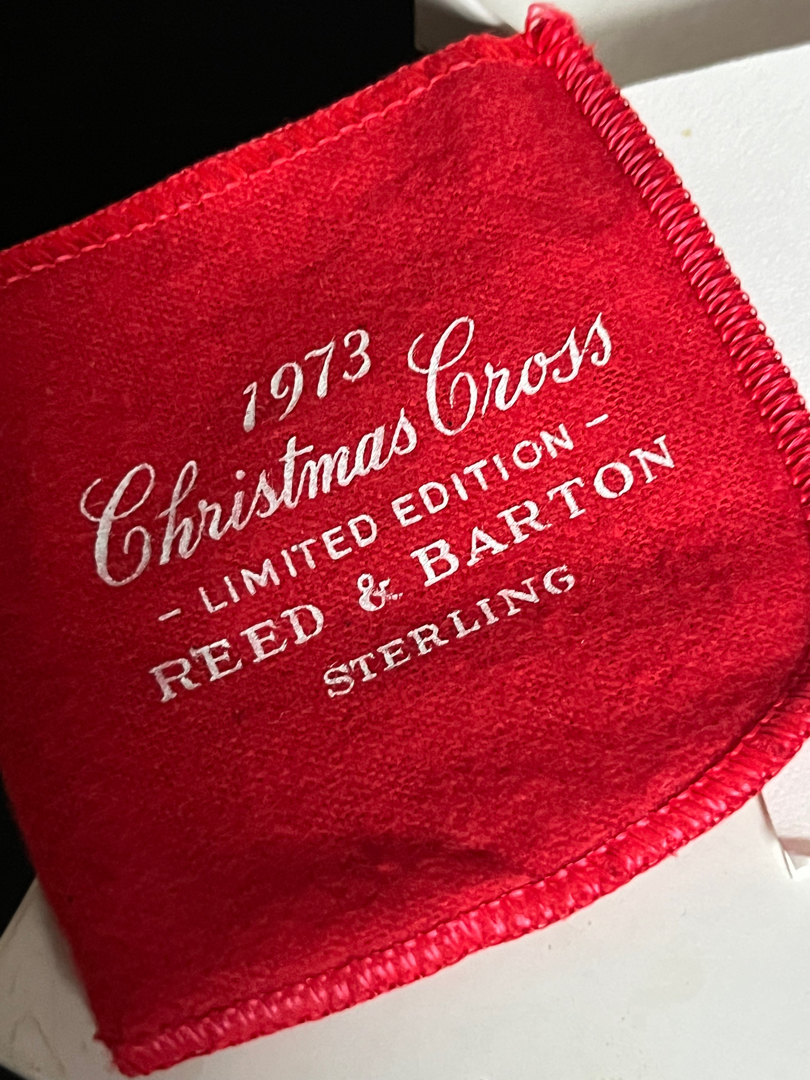 1973
Christmas Cross
- LIMITED EDITION -
REED & BARTON
STERLING